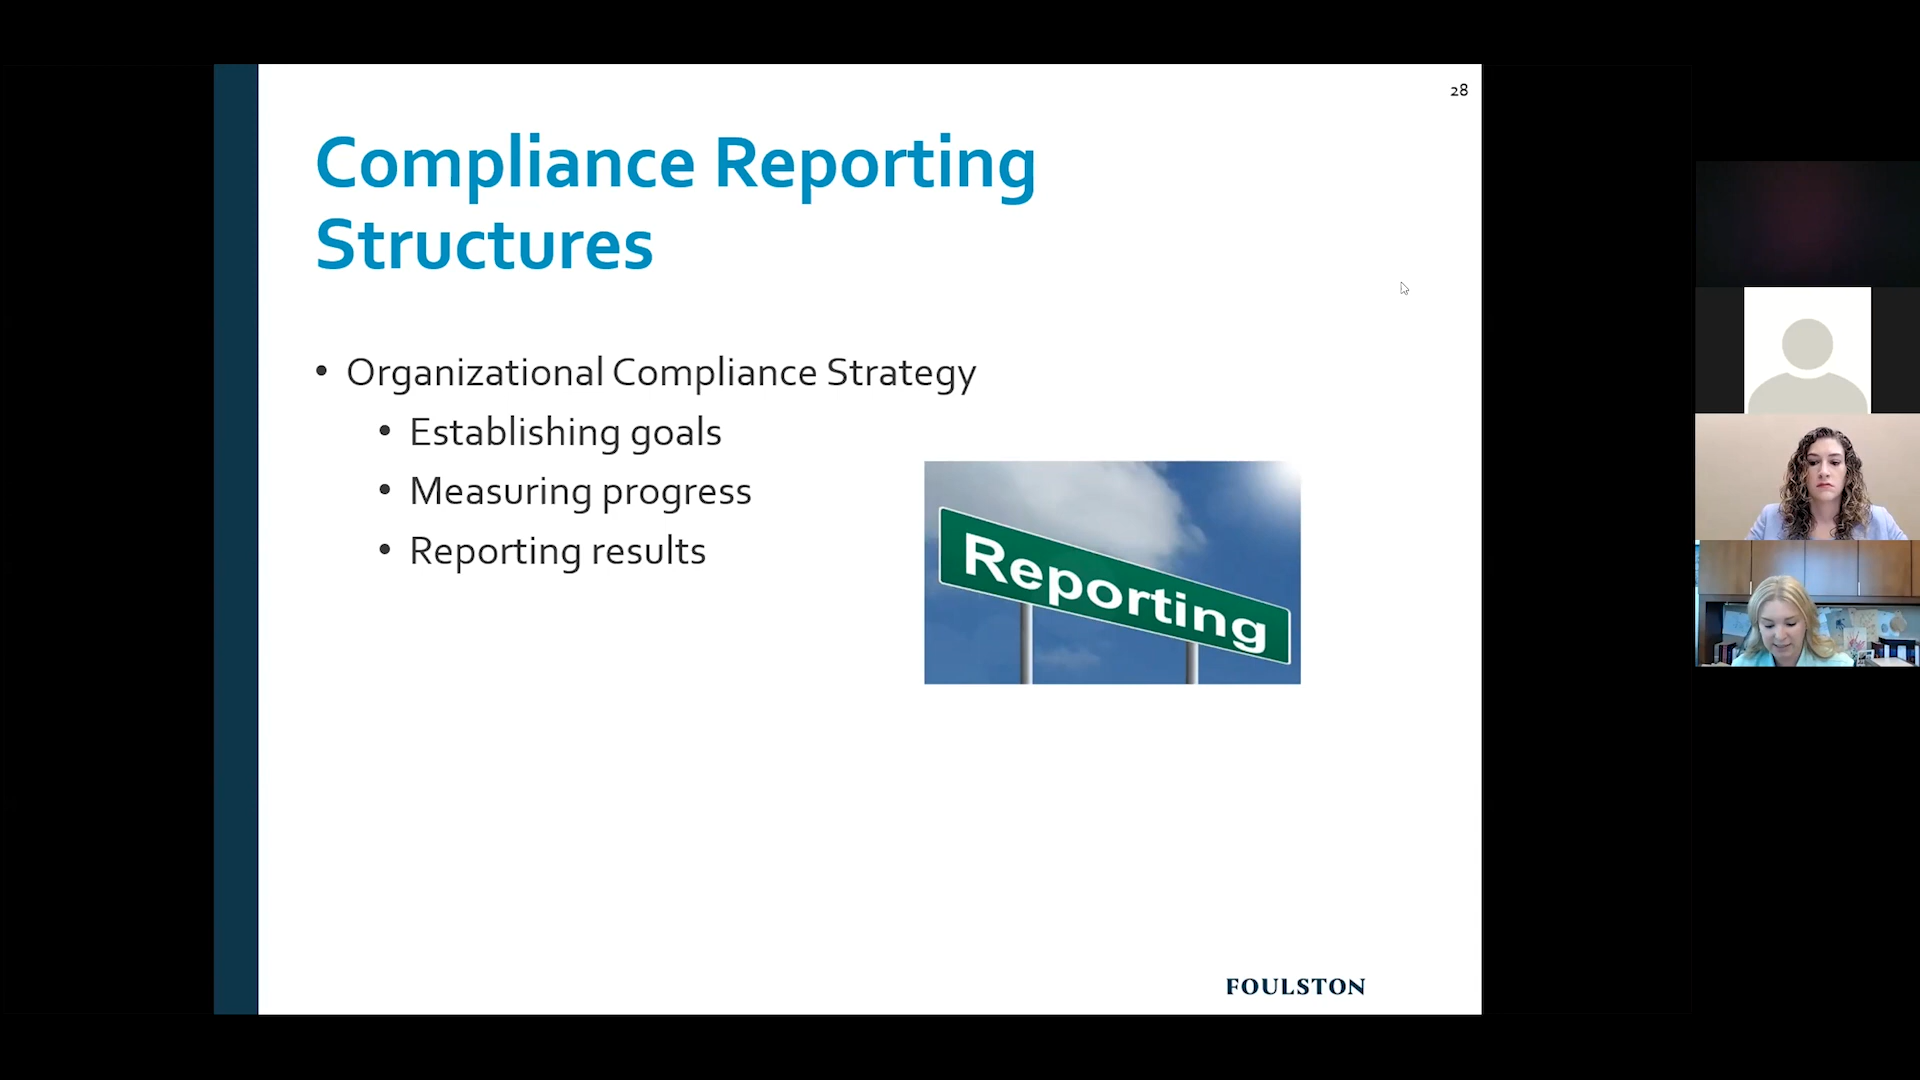 28
Compliance Reporting
Structures
• Organizational Compliance Strategy
• Establishing goals
• Measuring progress
• Reporting results
Reporting
FOULSTON